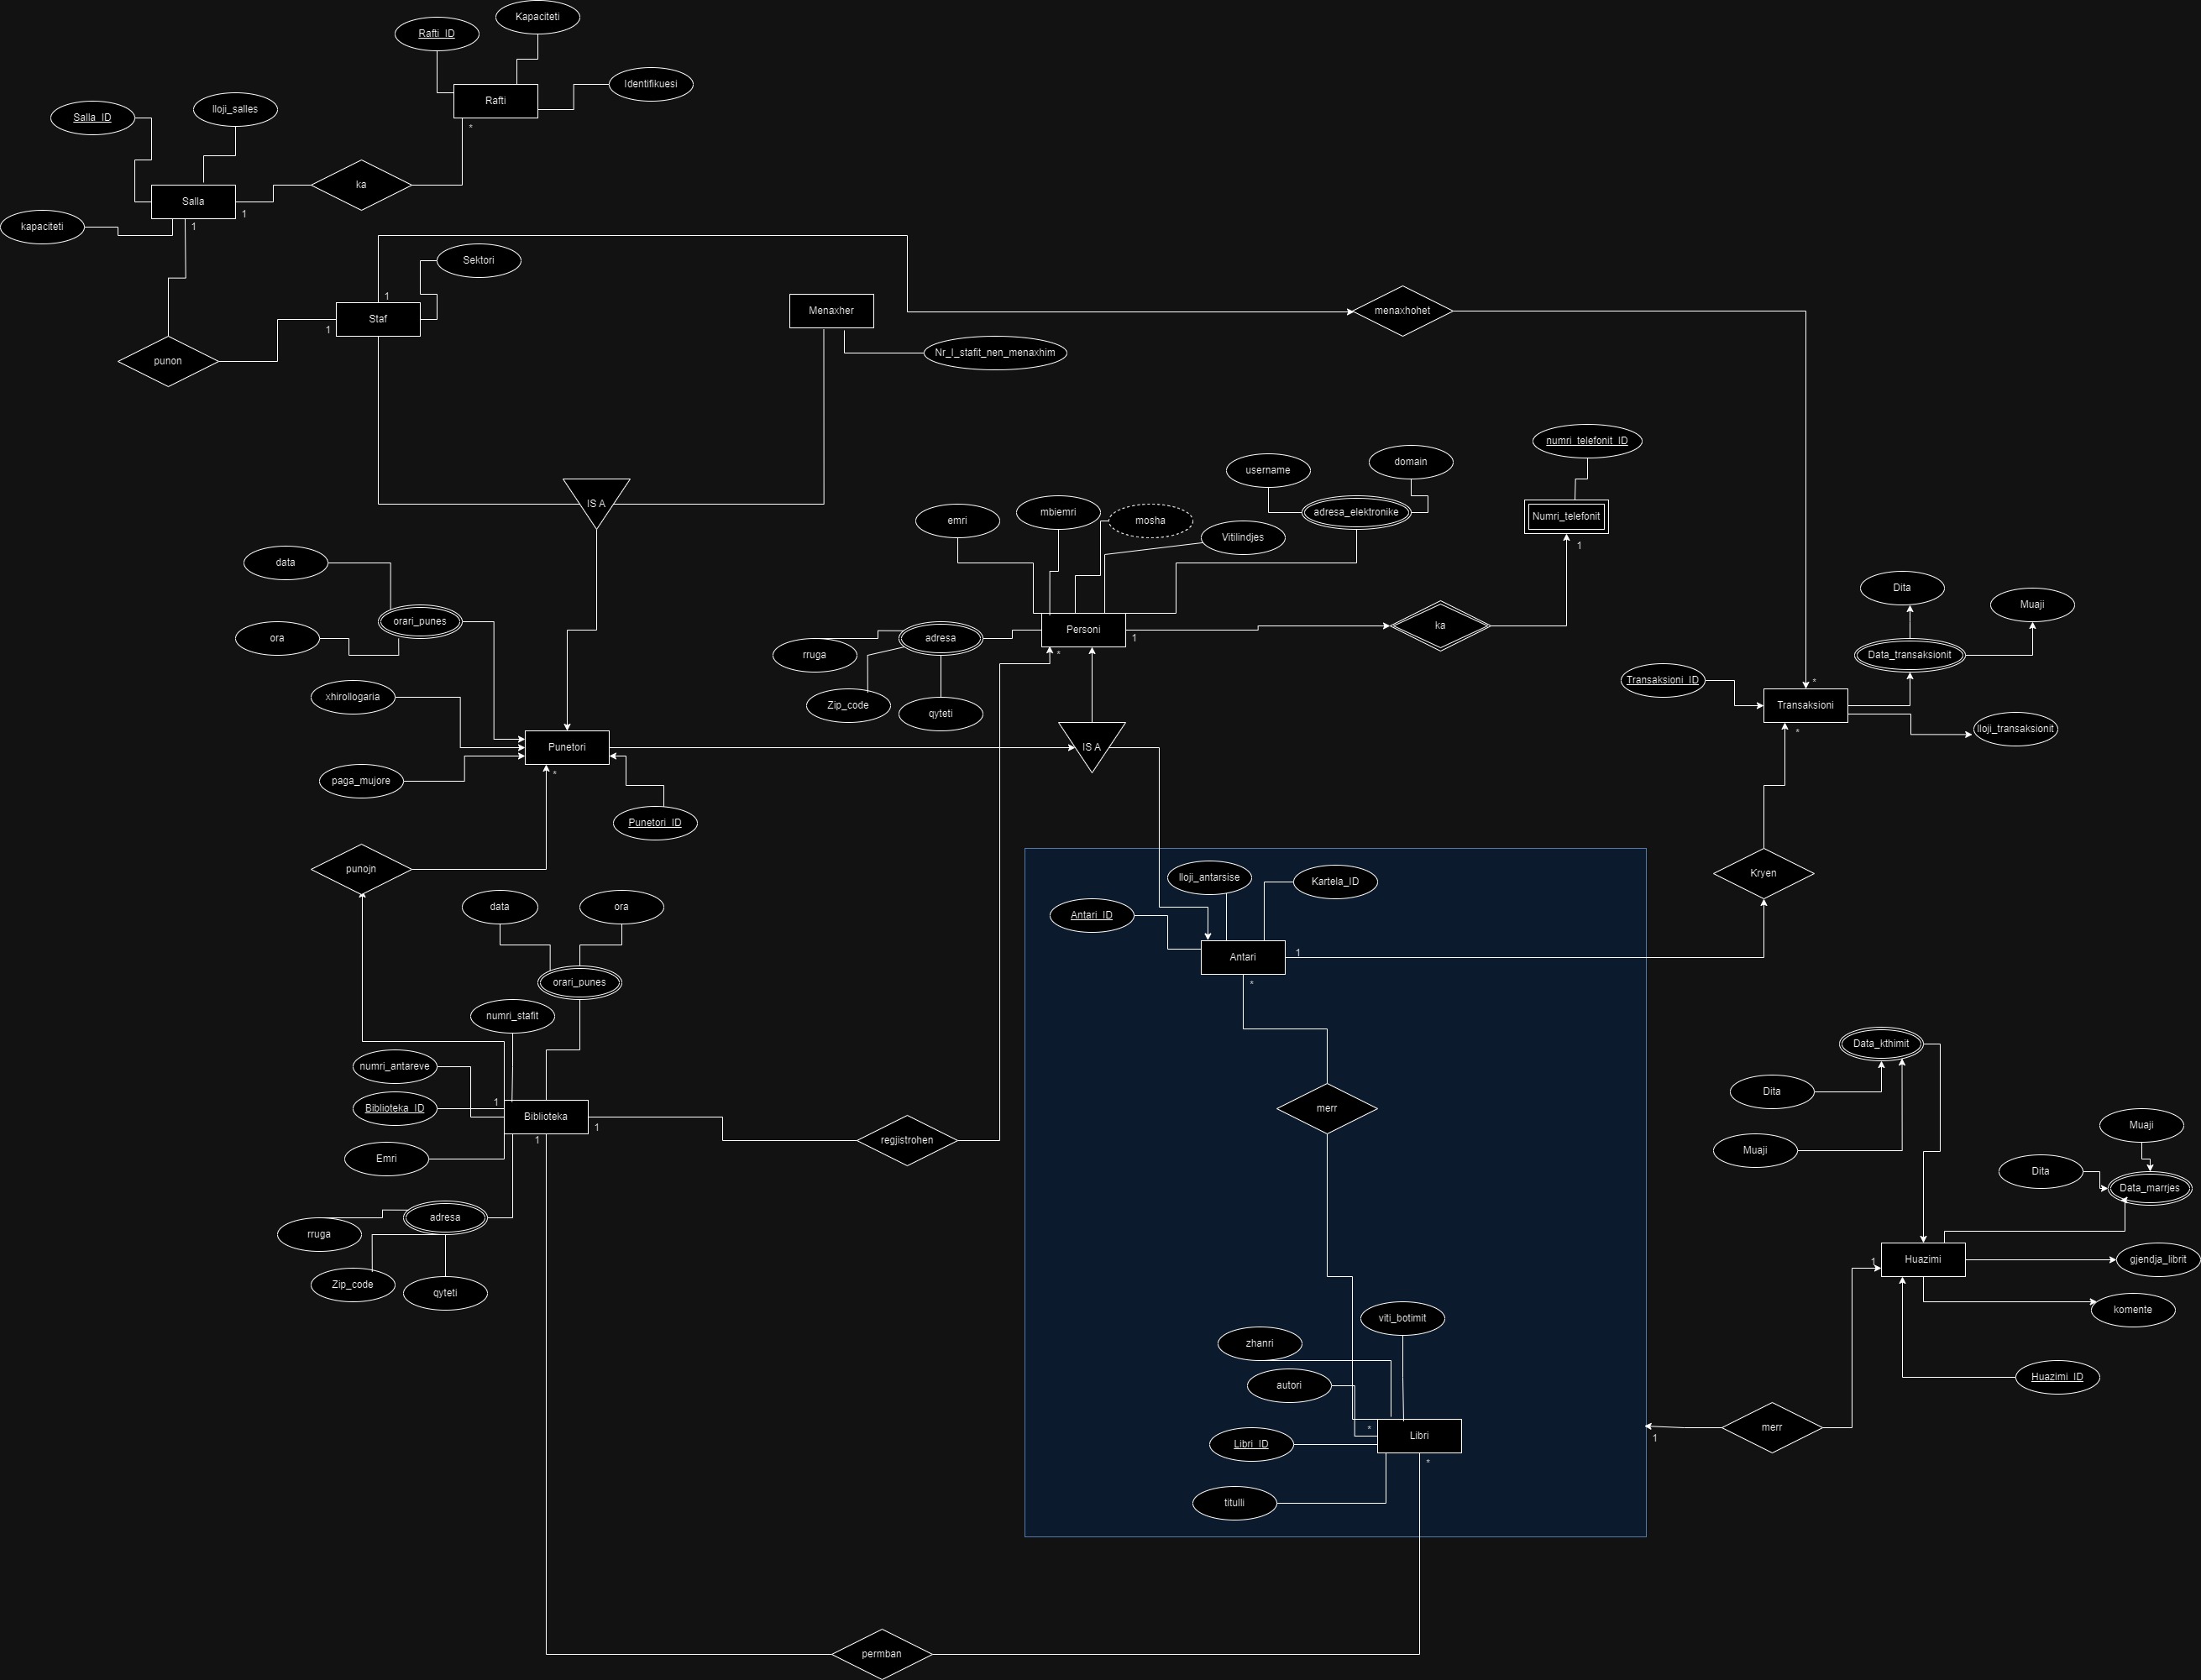 Kapaciteti
Rafti_ID
Identifikuesi
Rafti
*
Salla_ID
lloji_salles
ka
Salla
1
1
kapaciteti
Sektori
1
Staf
1
punon
Menaxher
Nr_I_stafit_nen_menaxhim
menaxhohet
IS A
numri_telefonit_ID
Numri_telefonit
1
username
domain
adresa_elektronike
emri
mbiemri
mosha
Vitilindjes
data
orari_punes
ora
Personi
1
*
adresa
rruga
Zip_code
qyteti
ka
Dita
Muaji
Data_transaksionit
Transaksioni_ID
*
Transaksioni
*
lloji_transaksionit
xhirollogaria
Punetori
*
paga_mujore
Punetori_ID
IS A
punojn
Kryen
lloji_antarsise
Kartela_ID
Antari_ID
Antari
1
*
data
ora
orari_punes
numri_stafit
numri_antareve
Biblioteka_ID
1
Biblioteka
1
1
Emri
regjistrohen
merr
adresa
rruga
Zip_code
qyteti
Data_kthimit
Dita
Muaji
Muaji
Dita
Data_marrjes
1
Huazimi
gjendja_librit
komente
Huazimi_ID
merr
1
viti_botimit
zhanri
autori
*
Libri
*
Libri_ID
titulli
permban